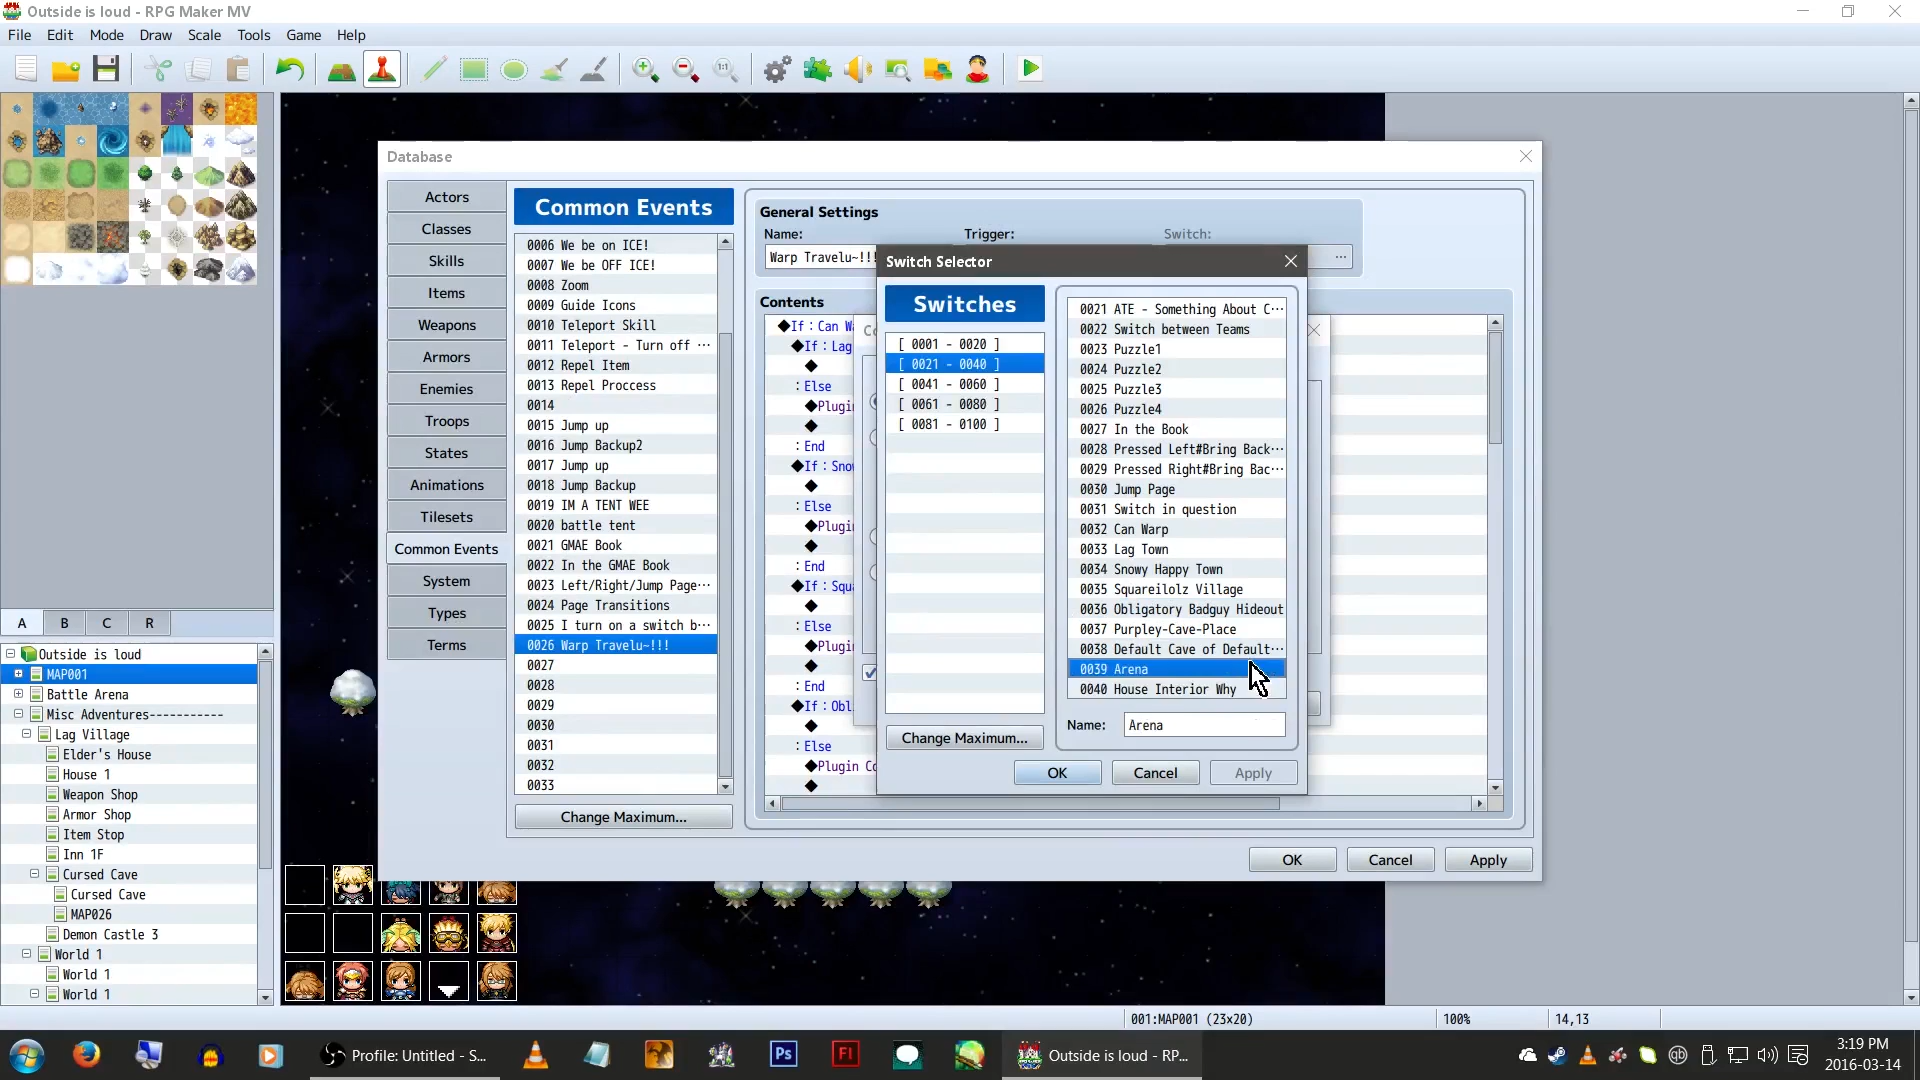 Outside is loud - RPG Maker MV
File Edit Mode Draw Scale Tools Game Help
1:1
Database
Actors
Classes
Skills
Items
Weapons
Armors
Enemies
Troops
States
Animations
Tilesets
Common Events
System
Types
Terms
Common Events
0006 We be on ICE!
0007 We be OFF ICE!
0008 Zoom
0009 Guide Icons
0010 Teleport Skill
0011 Teleport - Turn off ···
0012 Repel Item
0013 Repel Proccess
0014
0015 Jump up
0016 Jump Backup2
0017 Jump up
0018 Jump Backup
0019 IM A TENT WEE
0020 battle tent
0021 GMAE Book
0022 In the GMAE Book
0023 Left/Right/Jump Page···
0024 Page Transitions
0025 I turn on a switch b···
0026 Warp Travelu~!!!
0027
0028
0029
0030
0031
0032
0033
Change Maximum...
General Settings
Name: Trigger: Switch:
Warp Travelu~!!! ...
Contents
◆If：Can Wa
◆If：Lag
◆
：Else
◆Plugin
◆
：End
◆If：Snow
◆
：Else
◆Plugin
◆
：End
◆If：Squa
◆
：Else
◆Plugin
◆
：End
◆If：Obl
◆
：Else
◆Plugin Co
◆
Switch Selector
Switches
[ 0001 - 0020 ]
[ 0021 - 0040 ]
[ 0041 - 0060 ]
[ 0061 - 0080 ]
[ 0081 - 0100 ]
Change Maximum...
0021 ATE - Something About C···
0022 Switch between Teams
0023 Puzzle1
0024 Puzzle2
0025 Puzzle3
0026 Puzzle4
0027 In the Book
0028 Pressed Left#Bring Back···
0029 Pressed Right#Bring Bac···
0030 Jump Page
0031 Switch in question
0032 Can Warp
0033 Lag Town
0034 Snowy Happy Town
0035 Squareilolz Village
0036 Obligatory Badguy Hideout
0037 Purpley-Cave-Place
0038 Default Cave of Default···
0039 Arena
0040 House Interior Why
Name: Arena
OK Cancel Apply
OK Cancel Apply
A B C R
Outside is loud
MAP001
Battle Arena
Misc Adventures-----------
Lag Village
Elder's House
House 1
Weapon Shop
Armor Shop
Item Stop
Inn 1F
Cursed Cave
Cursed Cave
MAP026
Demon Castle 3
World 1
World 1
World 1
001:MAP001 (23x20) 100% 14,13
Profile: Untitled - S...
Ps
Fl
Outside is loud - RP...
3:19 PM
2016-03-14